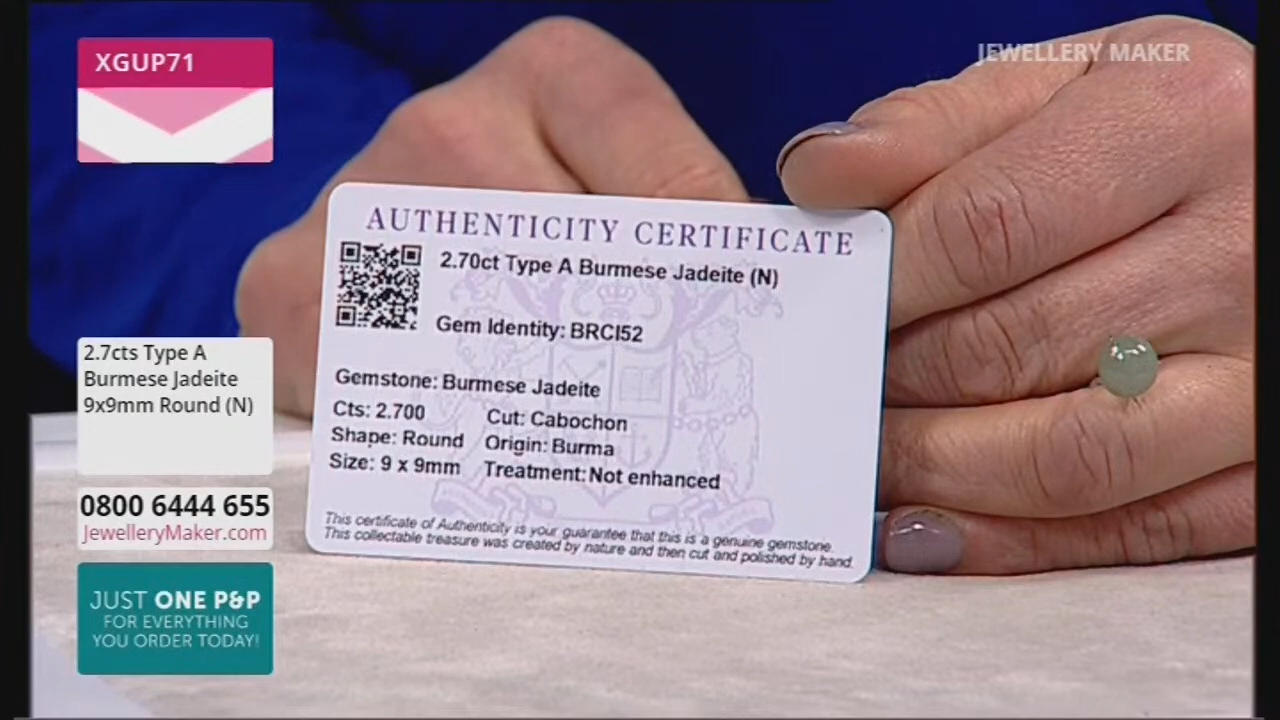 XGUP71
JEWELLERY MAKER
AUTHENTICITY CERTIFICATE
2.70ct Type A Burmese Jadeite (N)
Gem Identity: BRCI52
Gemstone: Burmese Jadeite
Cts: 2.700 Cut: Cabochon
Shape: Round Origin: Burma
Size: 9 x 9mm Treatment: Not enhanced
This certificate of Authenticity is your guarantee that this is a genuine gemstone.
This collectable treasure was created by nature and then cut and polished by hand.
2.7cts Type A
Burmese Jadeite
9x9mm Round (N)
0800 6444 655
JewelleryMaker.com
JUST ONE P&P
FOR EVERYTHING
YOU ORDER TODAY!